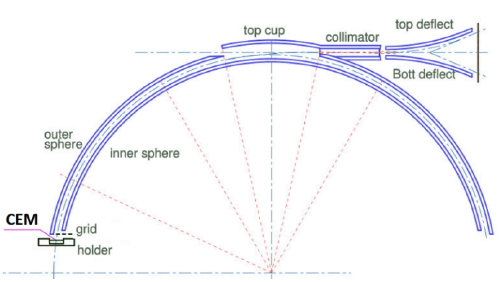 top deflect
top cup
collimator
Bott deflect
outer
sphere
inner sphere
CEM
grid
holder